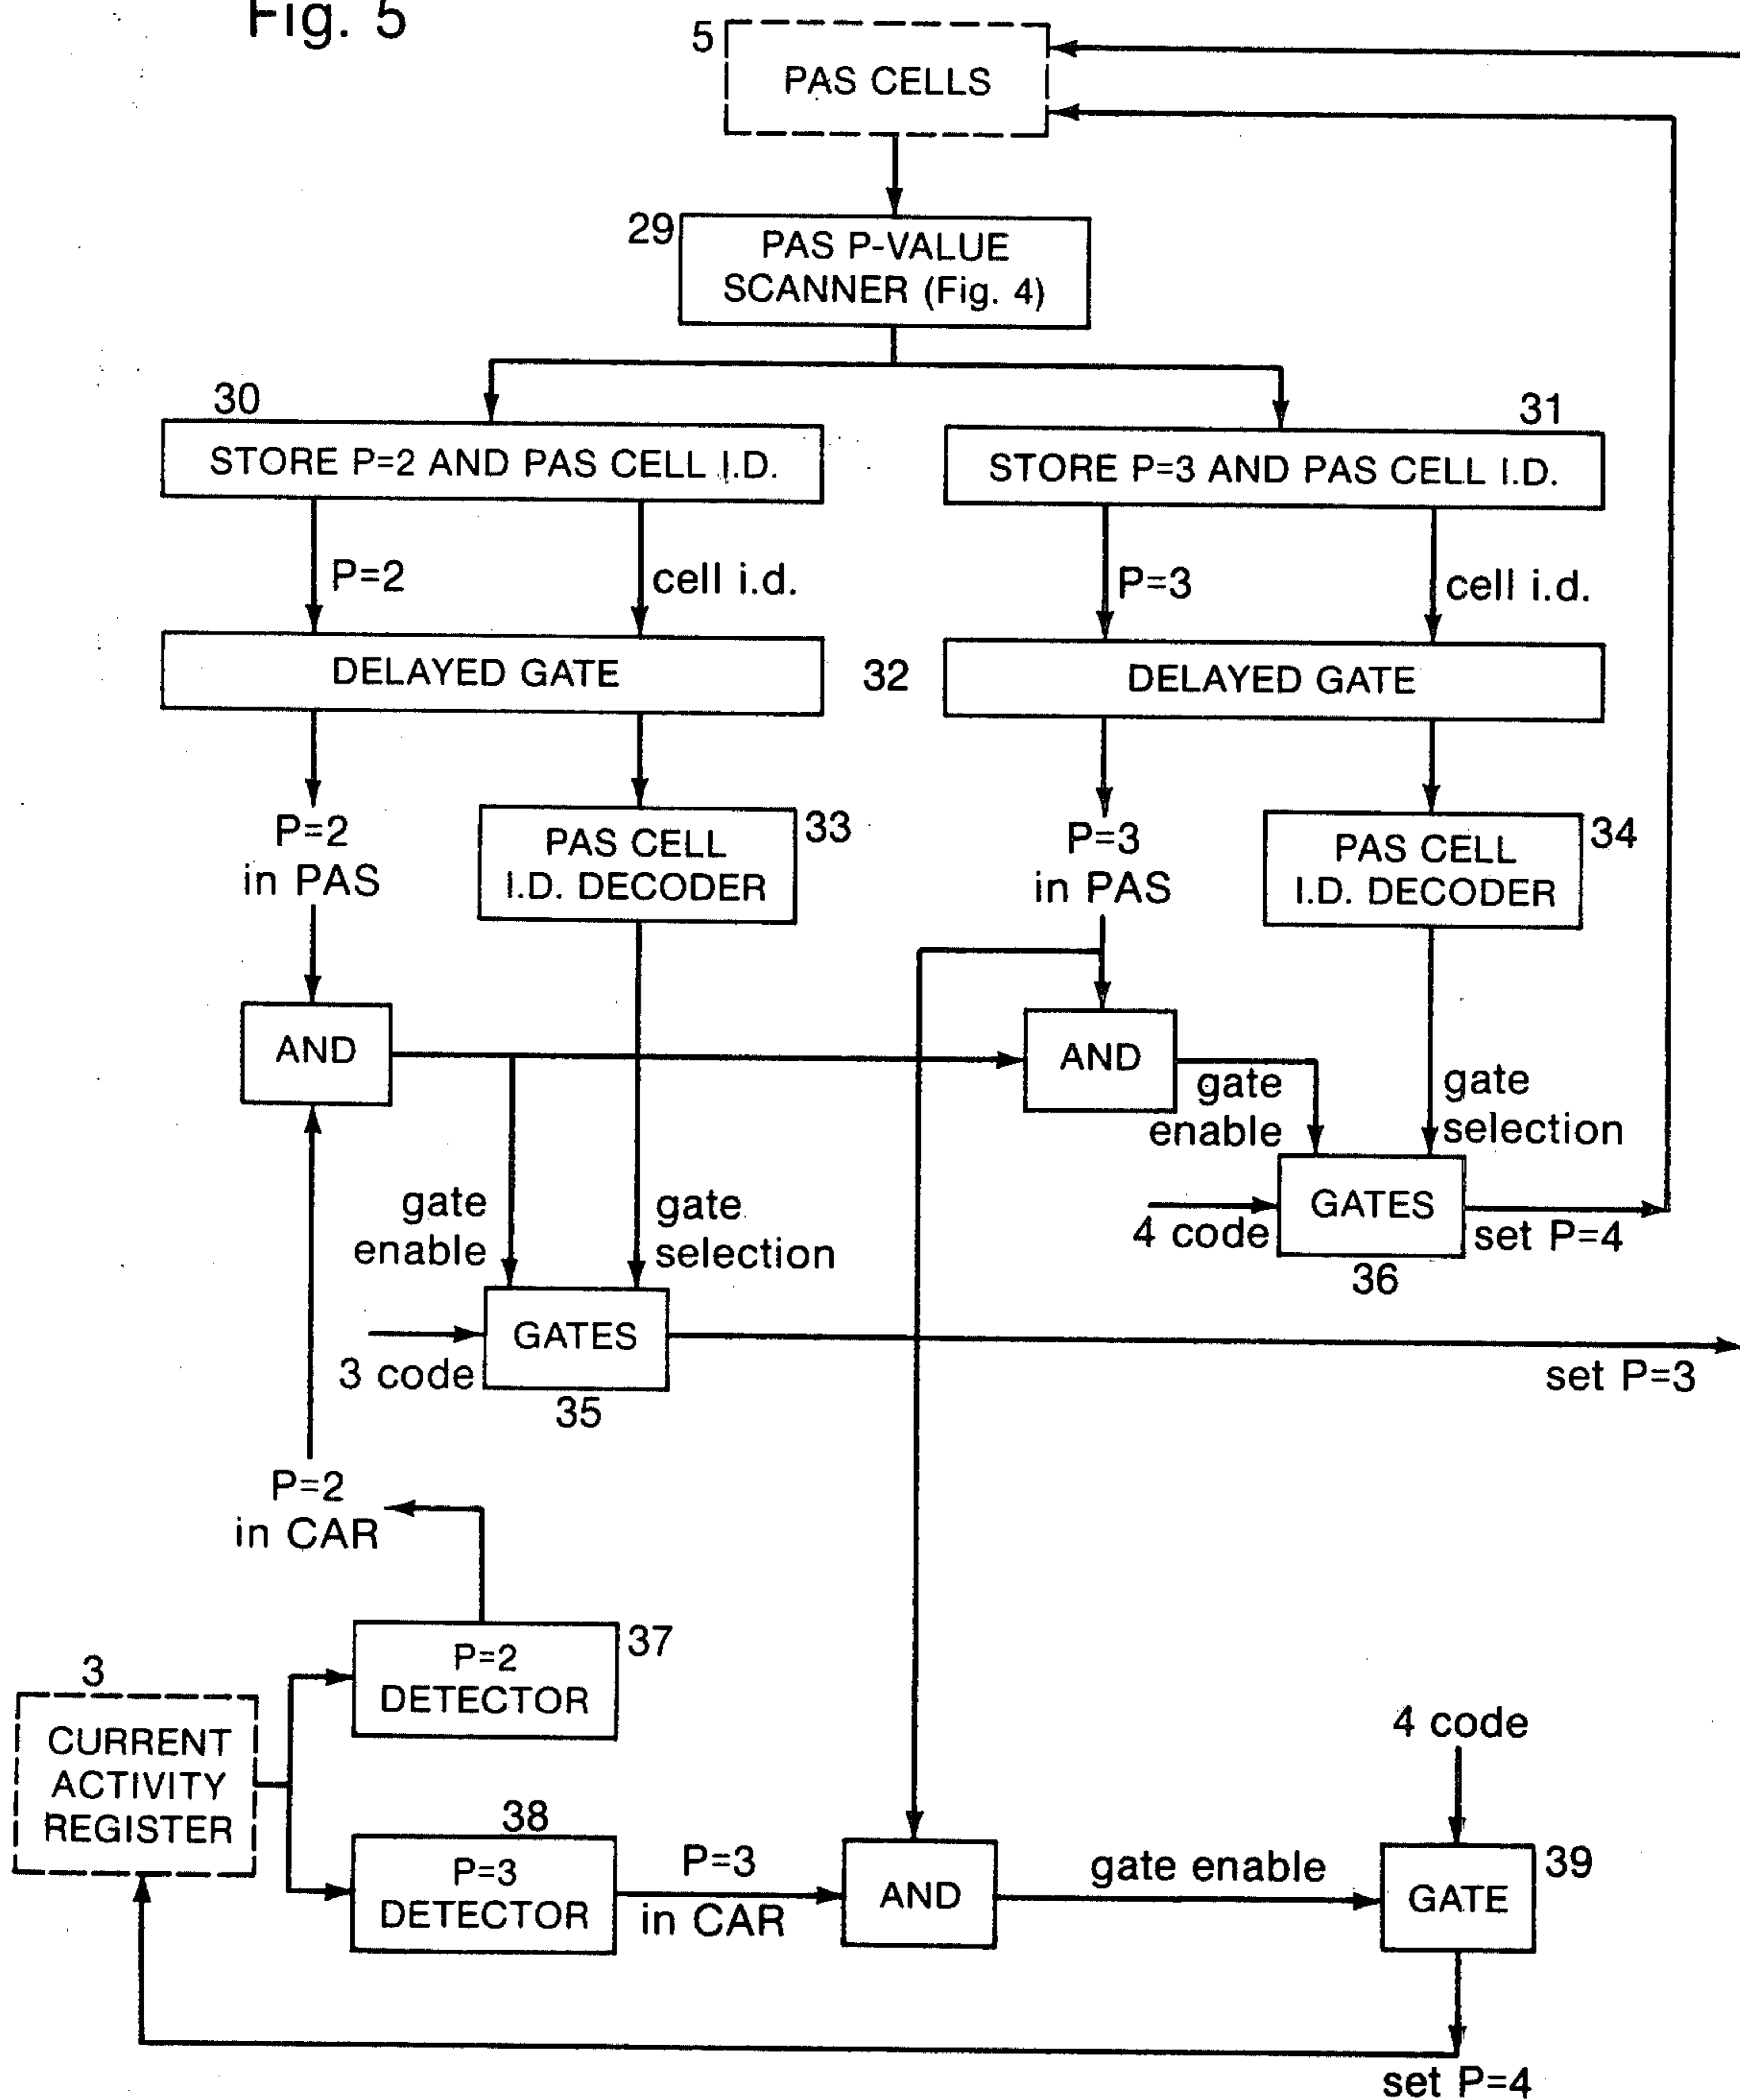 Fig. 5
5
PAS CELLS
29
PAS P-VALUE
SCANNER (Fig. 4)
30
STORE P=2 AND PAS CELL I.D.
31
STORE P=3 AND PAS CELL I.D.
P=2
cell i.d.
P=3
cell i.d.
DELAYED GATE
32
DELAYED GATE
P=2
in PAS
PAS CELL
I.D. DECODER
33
P=3
in PAS
PAS CELL
I.D. DECODER
34
AND
AND
gate
enable
gate
selection
4 code
GATES
set P=4
36
gate
enable
gate
selection
3 code
GATES
35
set P=3
P=2
in CAR
P=2
DETECTOR
37
3
CURRENT
ACTIVITY
REGISTER
38
P=3
DETECTOR
P=3
in CAR
AND
gate enable
4 code
GATE
39
set P=4